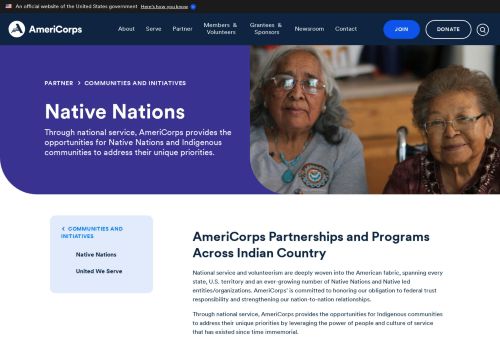 An official website of the United States government Here's how you know
AmeriCorps
About Serve Partner Members & Volunteers Grantees & Sponsors Newsroom Contact
JOIN
DONATE
PARTNER > COMMUNITIES AND INITIATIVES
Native Nations
Through national service, AmeriCorps provides the
opportunities for Native Nations and Indigenous
communities to address their unique priorities.
< COMMUNITIES AND
INITIATIVES
Native Nations
United We Serve
AmeriCorps Partnerships and Programs
Across Indian Country
National service and volunteerism are deeply woven into the American fabric, spanning every
state, U.S. territory and an ever-growing number of Native Nations and Native led
entities/organizations. AmeriCorps' is committed to honoring our obligation to federal trust
responsibility and strengthening our nation-to-nation relationships.
Through national service, AmeriCorps provides the opportunities for Indigenous communities
to address their unique priorities by leveraging the power of people and culture of service
that has existed since time immemorial.